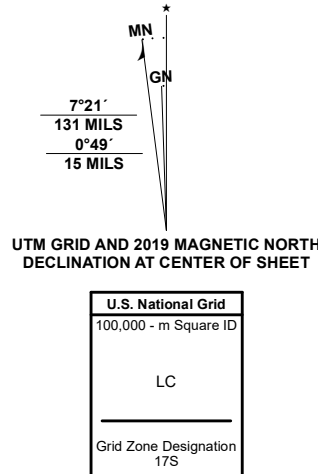 ★
MN
GN
7°21´
131 MILS
0°49´
15 MILS
UTM GRID AND 2019 MAGNETIC NORTH
DECLINATION AT CENTER OF SHEET
U.S. National Grid
100,000 - m Square ID
LC
Grid Zone Designation
17S